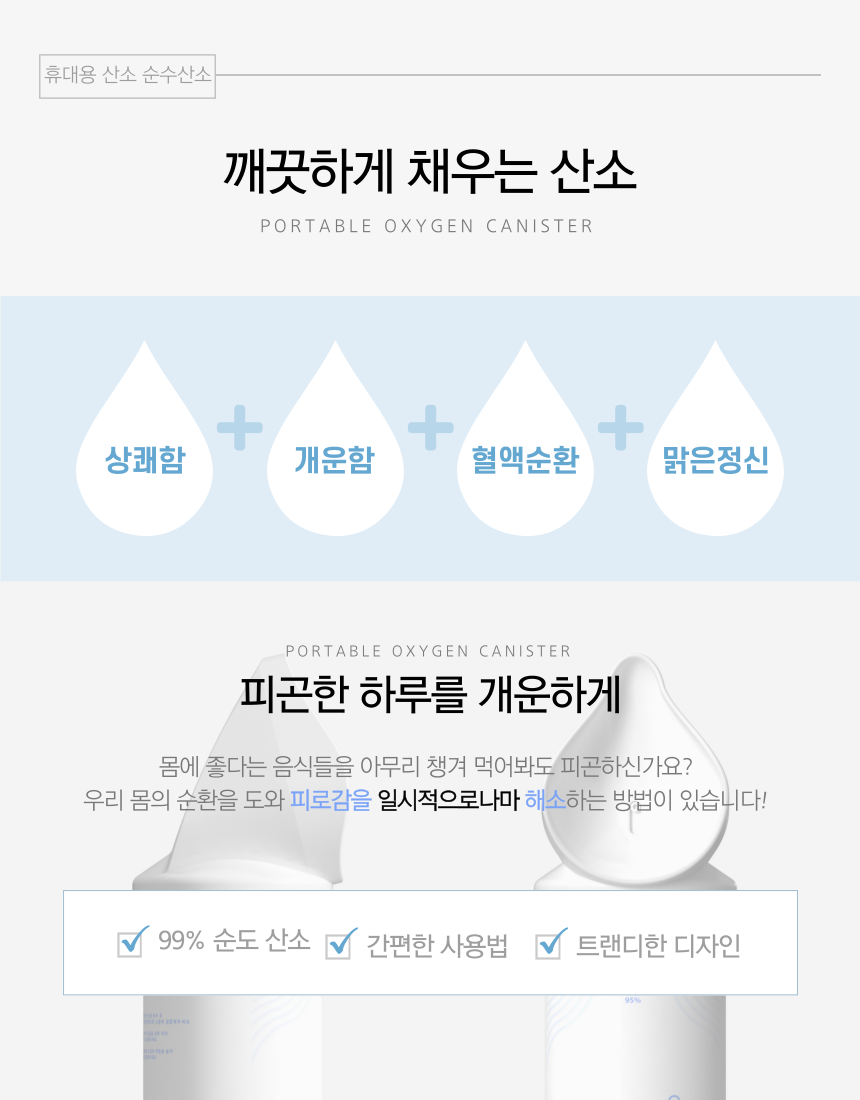 휴대용 산소 순수산소
깨끗하게 채우는 산소
PORTABLE OXYGEN CANISTER
상쾌함
개운함
혈액순환
맑은정신
PORTABLE OXYGEN CANISTER
피곤한 하루를 개운하게
몸에 좋다는 음식들을 아무리 챙겨 먹어봐도 피곤하신가요?
우리 몸의 순환을 도와 피로감을 일시적으로나마 해소하는 방법이 있습니다!
99% 순도 산소
간편한 사용법
트랜디한 디자인
95%